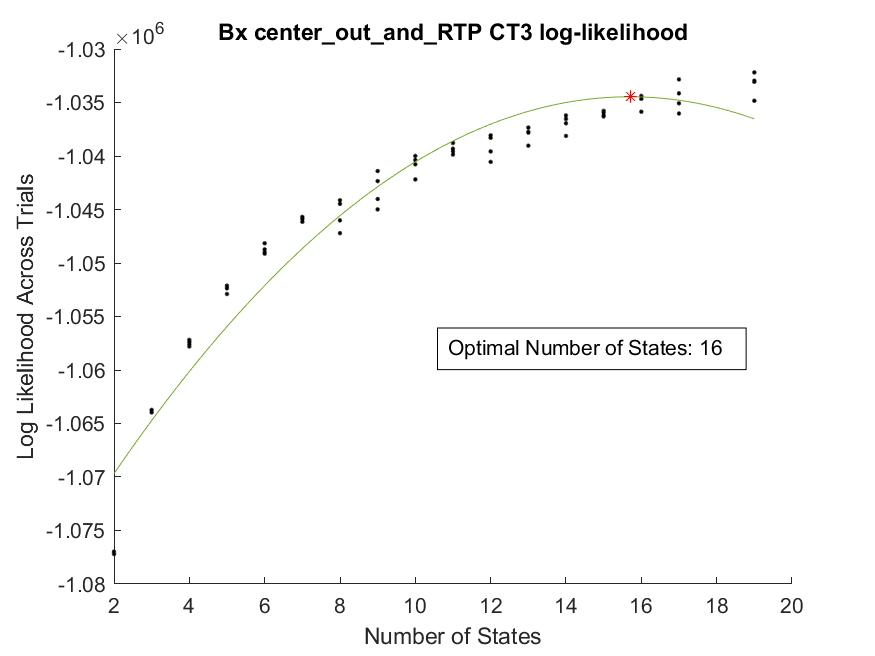 Bx center_out_and_RTP CT3 log-likelihood
×10⁶
-1.03
-1.035
-1.04
-1.045
-1.05
-1.055
-1.06
-1.065
-1.07
-1.075
-1.08
Log Likelihood Across Trials
Optimal Number of States: 16
2 4 6 8 10 12 14 16 18 20
Number of States